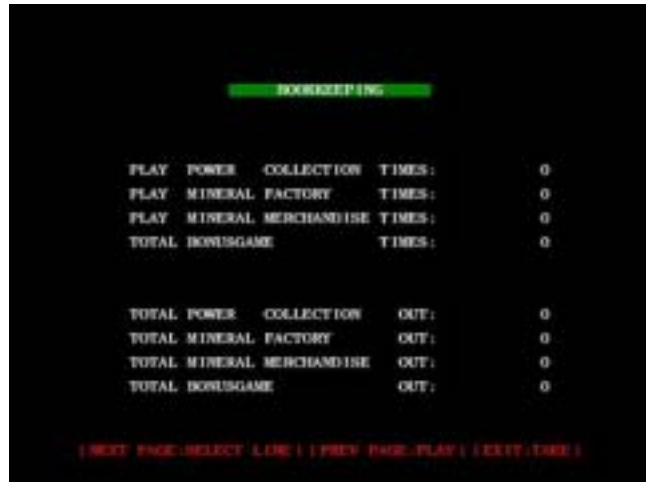 BOOKKEEPING
PLAY POWER COLLECTION TIMES: 0
PLAY MINERAL FACTORY TIMES: 0
PLAY MINERAL MERCHANDISE TIMES: 0
TOTAL BONUSGAME TIMES: 0
TOTAL POWER COLLECTION OUT: 0
TOTAL MINERAL FACTORY OUT: 0
TOTAL MINERAL MERCHANDISE OUT: 0
TOTAL BONUSGAME OUT: 0
[NEXT PAGE:SELECT LINE] [PREV PAGE:PLAY] [EXIT:TAKE]